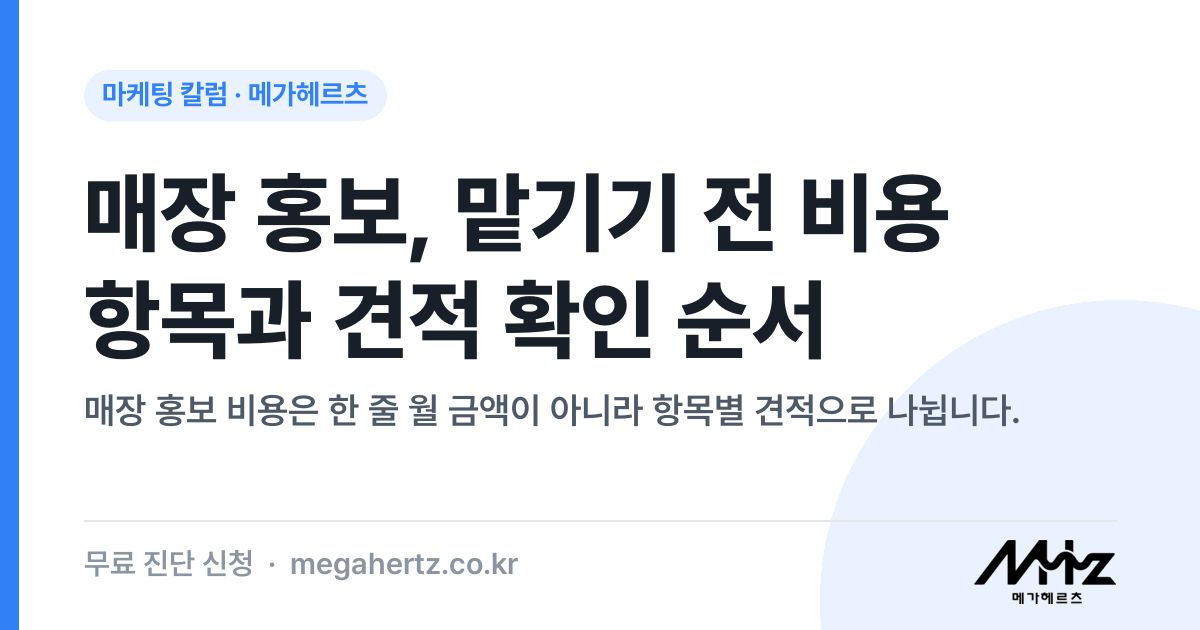 마케팅 칼럼 · 메가헤르츠
매장 홍보, 맡기기 전 비용
항목과 견적 확인 순서
매장 홍보 비용은 한 줄 월 금액이 아니라 항목별 견적으로 나뉩니다.
무료 진단 신청 · megahertz.co.kr
MHz
메가헤르츠